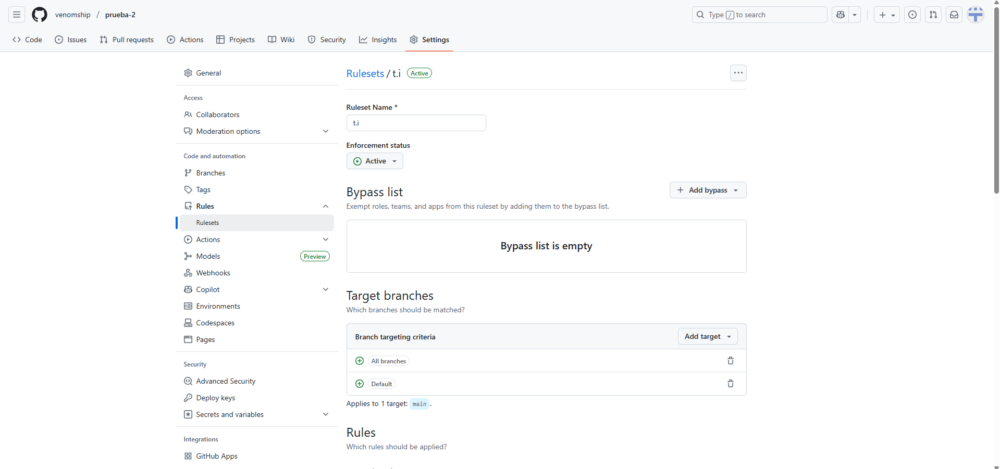 venomship / prueba-2
Type / to search
Code
Issues
Pull requests
Actions
Projects
Wiki
Security
Insights
Settings
General
Access
Collaborators
Moderation options
Code and automation
Branches
Tags
Rules
Rulesets
Actions
Models Preview
Webhooks
Copilot
Environments
Codespaces
Pages
Security
Advanced Security
Deploy keys
Secrets and variables
Integrations
GitHub Apps
Rulesets / t.i Active
Ruleset Name *
t.i
Enforcement status
Active
Bypass list
Add bypass
Exempt roles, teams, and apps from this ruleset by adding them to the bypass list.
Bypass list is empty
Target branches
Which branches should be matched?
Branch targeting criteria
Add target
All branches
Default
Applies to 1 target: main.
Rules
Which rules should be applied?